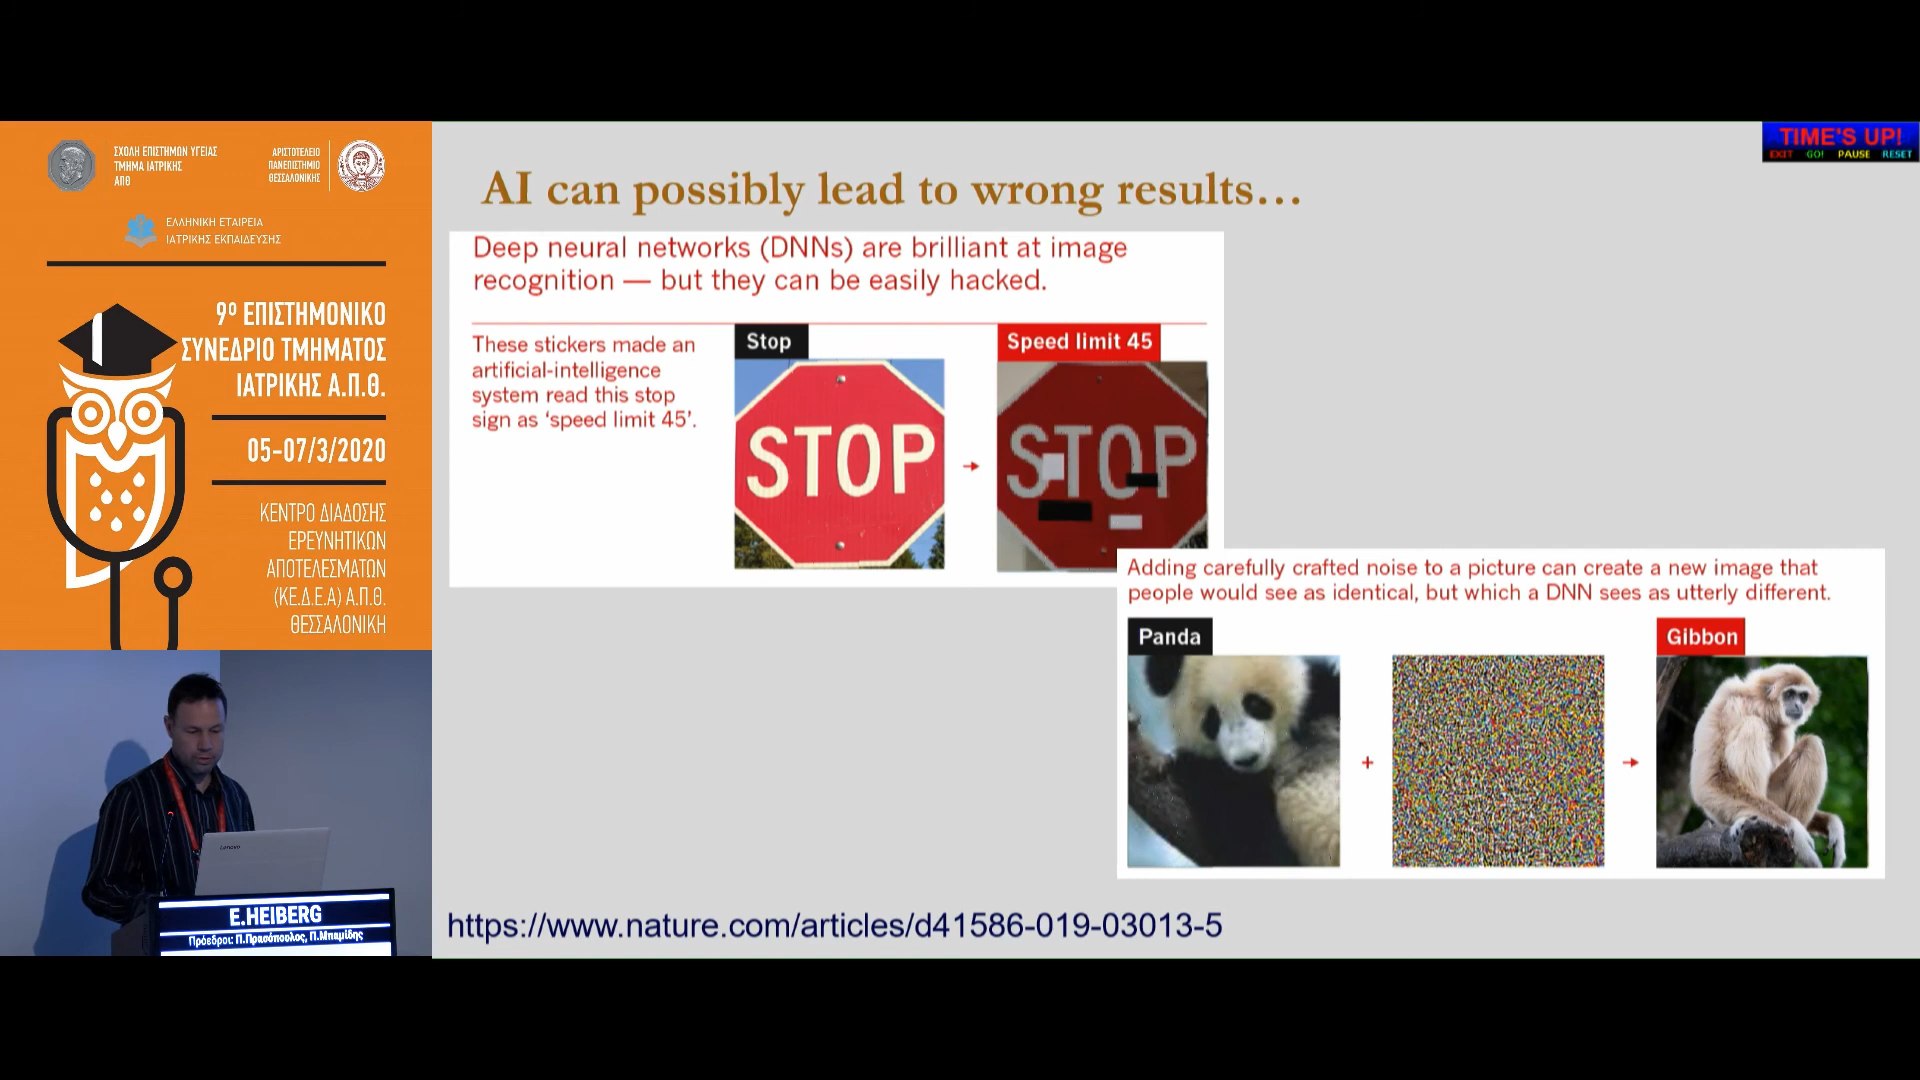 ΣΧΟΛΗ ΕΠΙΣΤΗΜΩΝ ΥΓΕΙΑΣ
ΤΜΗΜΑ ΙΑΤΡΙΚΗΣ
ΑΠΘ
ΑΡΙΣΤΟΤΕΛΕΙΟ
ΠΑΝΕΠΙΣΤΗΜΙΟ
ΘΕΣΣΑΛΟΝΙΚΗΣ
ΕΛΛΗΝΙΚΗ ΕΤΑΙΡΕΙΑ
ΙΑΤΡΙΚΗΣ ΕΚΠΑΙΔΕΥΣΗΣ
9º ΕΠΙΣΤΗΜΟΝΙΚΟ
ΣΥΝΕΔΡΙΟ ΤΜΗΜΑΤΟΣ
ΙΑΤΡΙΚΗΣ Α.Π.Θ.
05-07/3/2020
ΚΕΝΤΡΟ ΔΙΑΔΟΣΗΣ
ΕΡΕΥΝΗΤΙΚΩΝ
ΑΠΟΤΕΛΕΣΜΑΤΩΝ
(ΚΕ.Δ.Ε.Α) Α.Π.Θ.
ΘΕΣΣΑΛΟΝΙΚΗ
lenovo
E.HEIBERG
Πρόεδροι: Π.Πρασόπουλος, Π.Μπαμίδης
TIME'S UP!
EXIT GO! PAUSE RESET
AI can possibly lead to wrong results…
Deep neural networks (DNNs) are brilliant at image
recognition — but they can be easily hacked.
These stickers made an
artificial-intelligence
system read this stop
sign as ‘speed limit 45’.
Stop
STOP
Speed limit 45
STOP
Adding carefully crafted noise to a picture can create a new image that
people would see as identical, but which a DNN sees as utterly different.
Panda
+
Gibbon
https://www.nature.com/articles/d41586-019-03013-5